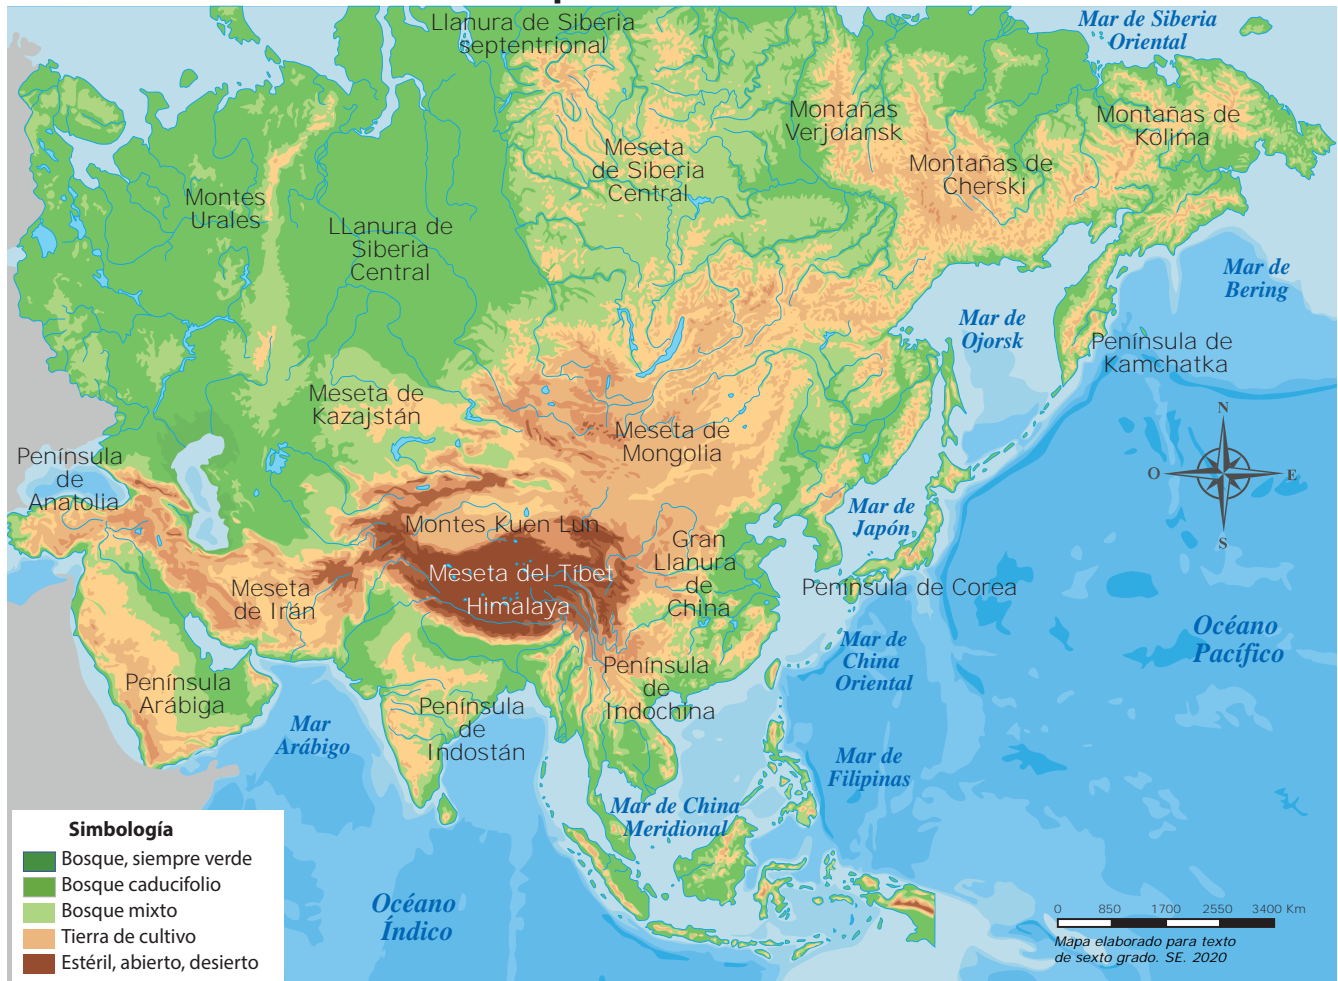 Llanura de Siberia
septentrional
Mar de Siberia
Oriental
Montañas
Verjoiansk
Montañas de
Kolima
Meseta
de Siberia
Central
Montañas de
Cherski
Montes
Urales
LLanura de
Siberia
Central
Mar de
Bering
Mar de
Ojorsk
Península de
Kamchatka
Meseta de
Kazajstán
Meseta de
Mongolia
N
O
E
S
Península
de
Anatolia
Montes Kuen Lun
Mar de
Japón
Gran
Llanura
de
China
Meseta del Tíbet
Himalaya
Meseta
de Irán
Península de Corea
Océano
Pacífico
Mar de
China
Oriental
Península
Arábiga
Península
de
Indochina
Península
de
Indostán
Mar
Arábigo
Mar de
Filipinas
Mar de China
Meridional
Océano
Índico
Simbología
Bosque, siempre verde
Bosque caducifolio
Bosque mixto
Tierra de cultivo
Estéril, abierto, desierto
0 850 1700 2550 3400 Km
Mapa elaborado para texto
de sexto grado. SE. 2020